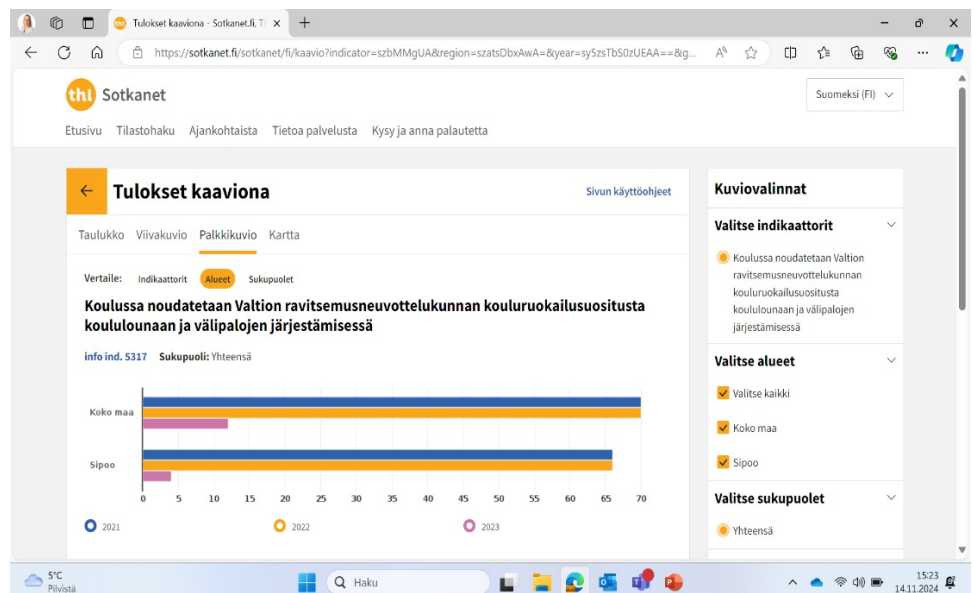 Tulokset kaaviona - Sotkanet.fi, Ti
https://sotkanet.fi/sotkanet/fi/kaavio?indicator=szbMMgUA&region=szatsDbxAwA=&year=sy5zsTbS0zUEAA==&g...
thl Sotkanet
Suomeksi (FI)
Etusivu Tilastohaku Ajankohtaista Tietoa palvelusta Kysy ja anna palautetta
Tulokset kaaviona
Sivun käyttöohjeet
Taulukko Viivakuvio Palkkikuvio Kartta
Vertaile: Indikaattorit Alueet Sukupuolet
Koulussa noudatetaan Valtion ravitsemusneuvottelukunnan kouluruokailusuositusta
koululounaan ja välipalojen järjestämisessä
info ind. 5317 Sukupuoli: Yhteensä
Koko maa
Sipoo
0 5 10 15 20 25 30 35 40 45 50 55 60 65 70
2021 2022 2023
Kuviovalinnat
Valitse indikaattorit
Koulussa noudatetaan Valtion
ravitsemusneuvottelukunnan
kouluruokailusuositusta
koululounaan ja välipalojen
järjestämisessä
Valitse alueet
Valitse kaikki
Koko maa
Sipoo
Valitse sukupuolet
Yhteensä
5°C
Pilvistä
Haku
15:23
14.11.2024